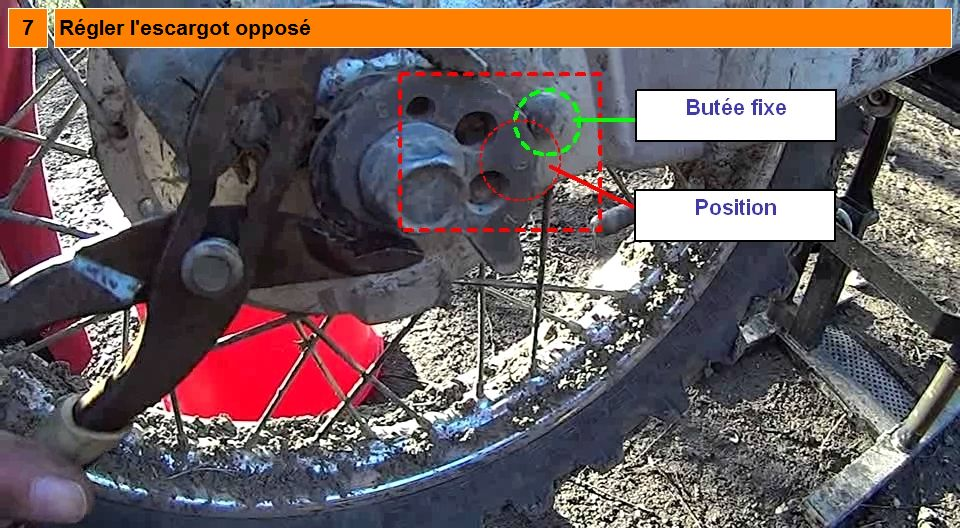 7 Régler l'escargot opposé
Butée fixe
Position